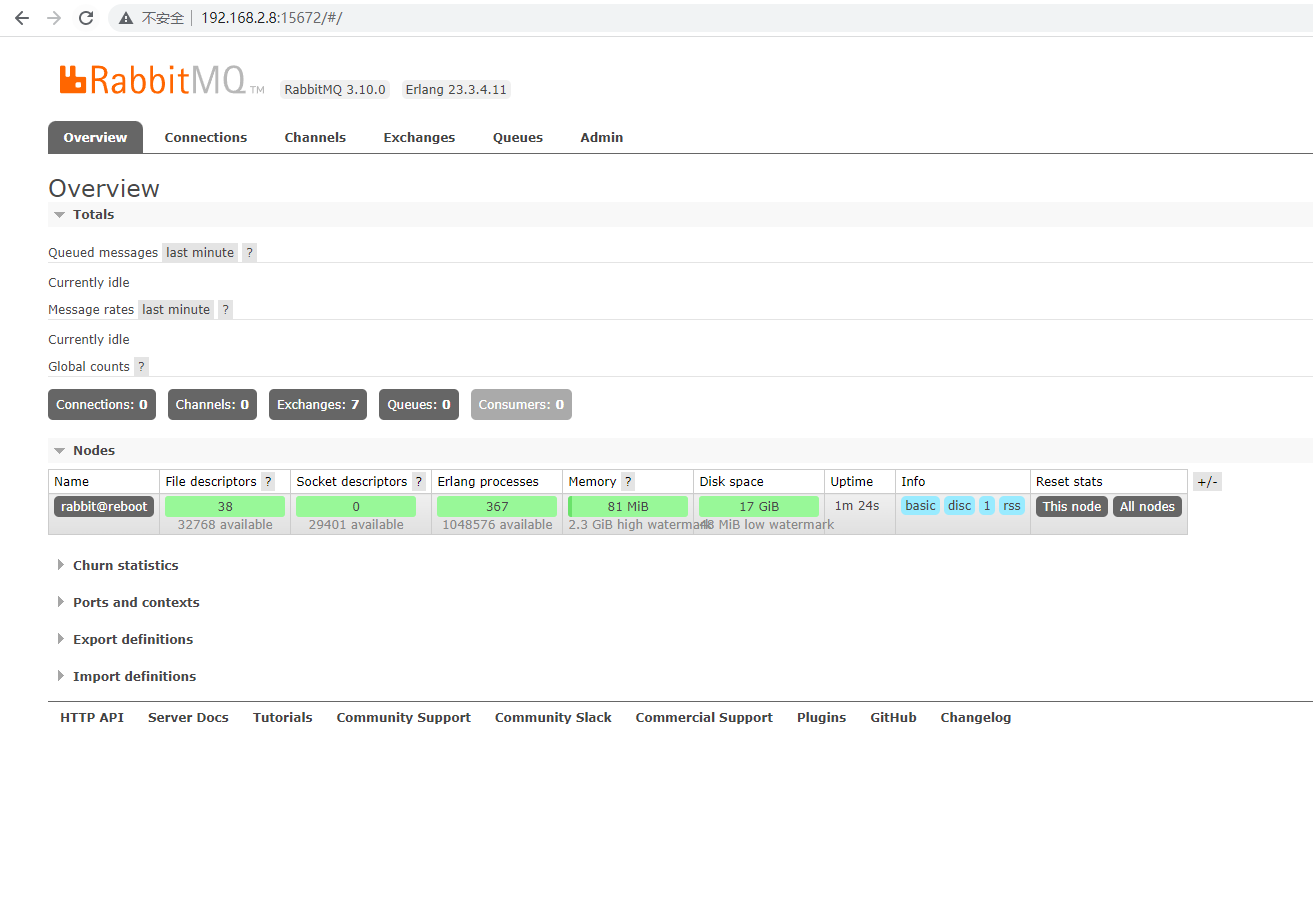 不安全 192.168.2.8:15672/#/
RabbitMQ TM RabbitMQ 3.10.0 Erlang 23.3.4.11
Overview Connections Channels Exchanges Queues Admin
Overview
Totals
Queued messages last minute ?
Currently idle
Message rates last minute ?
Currently idle
Global counts ?
Connections: 0 Channels: 0 Exchanges: 7 Queues: 0 Consumers: 0
Nodes
Name File descriptors ? Socket descriptors ? Erlang processes Memory ? Disk space Uptime Info Reset stats +/-
rabbit@reboot 38 0 367 81 MiB 17 GiB 1m 24s basic disc 1 rss This node All nodes
32768 available 29401 available 1048576 available 2.3 GiB high watermark 48 MiB low watermark
Churn statistics
Ports and contexts
Export definitions
Import definitions
HTTP API Server Docs Tutorials Community Support Community Slack Commercial Support Plugins GitHub Changelog